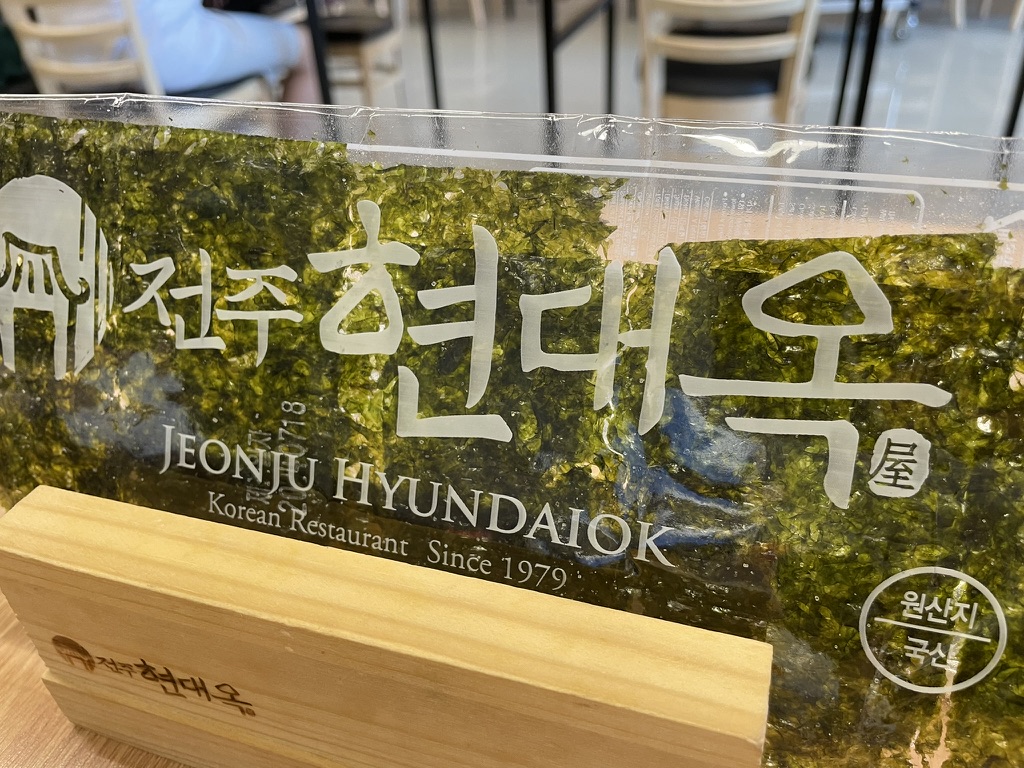 전주 현대옥
屋
JEONJU HYUNDAIOK
Korean Restaurant Since 1979
원산지
국산
전주 현대옥